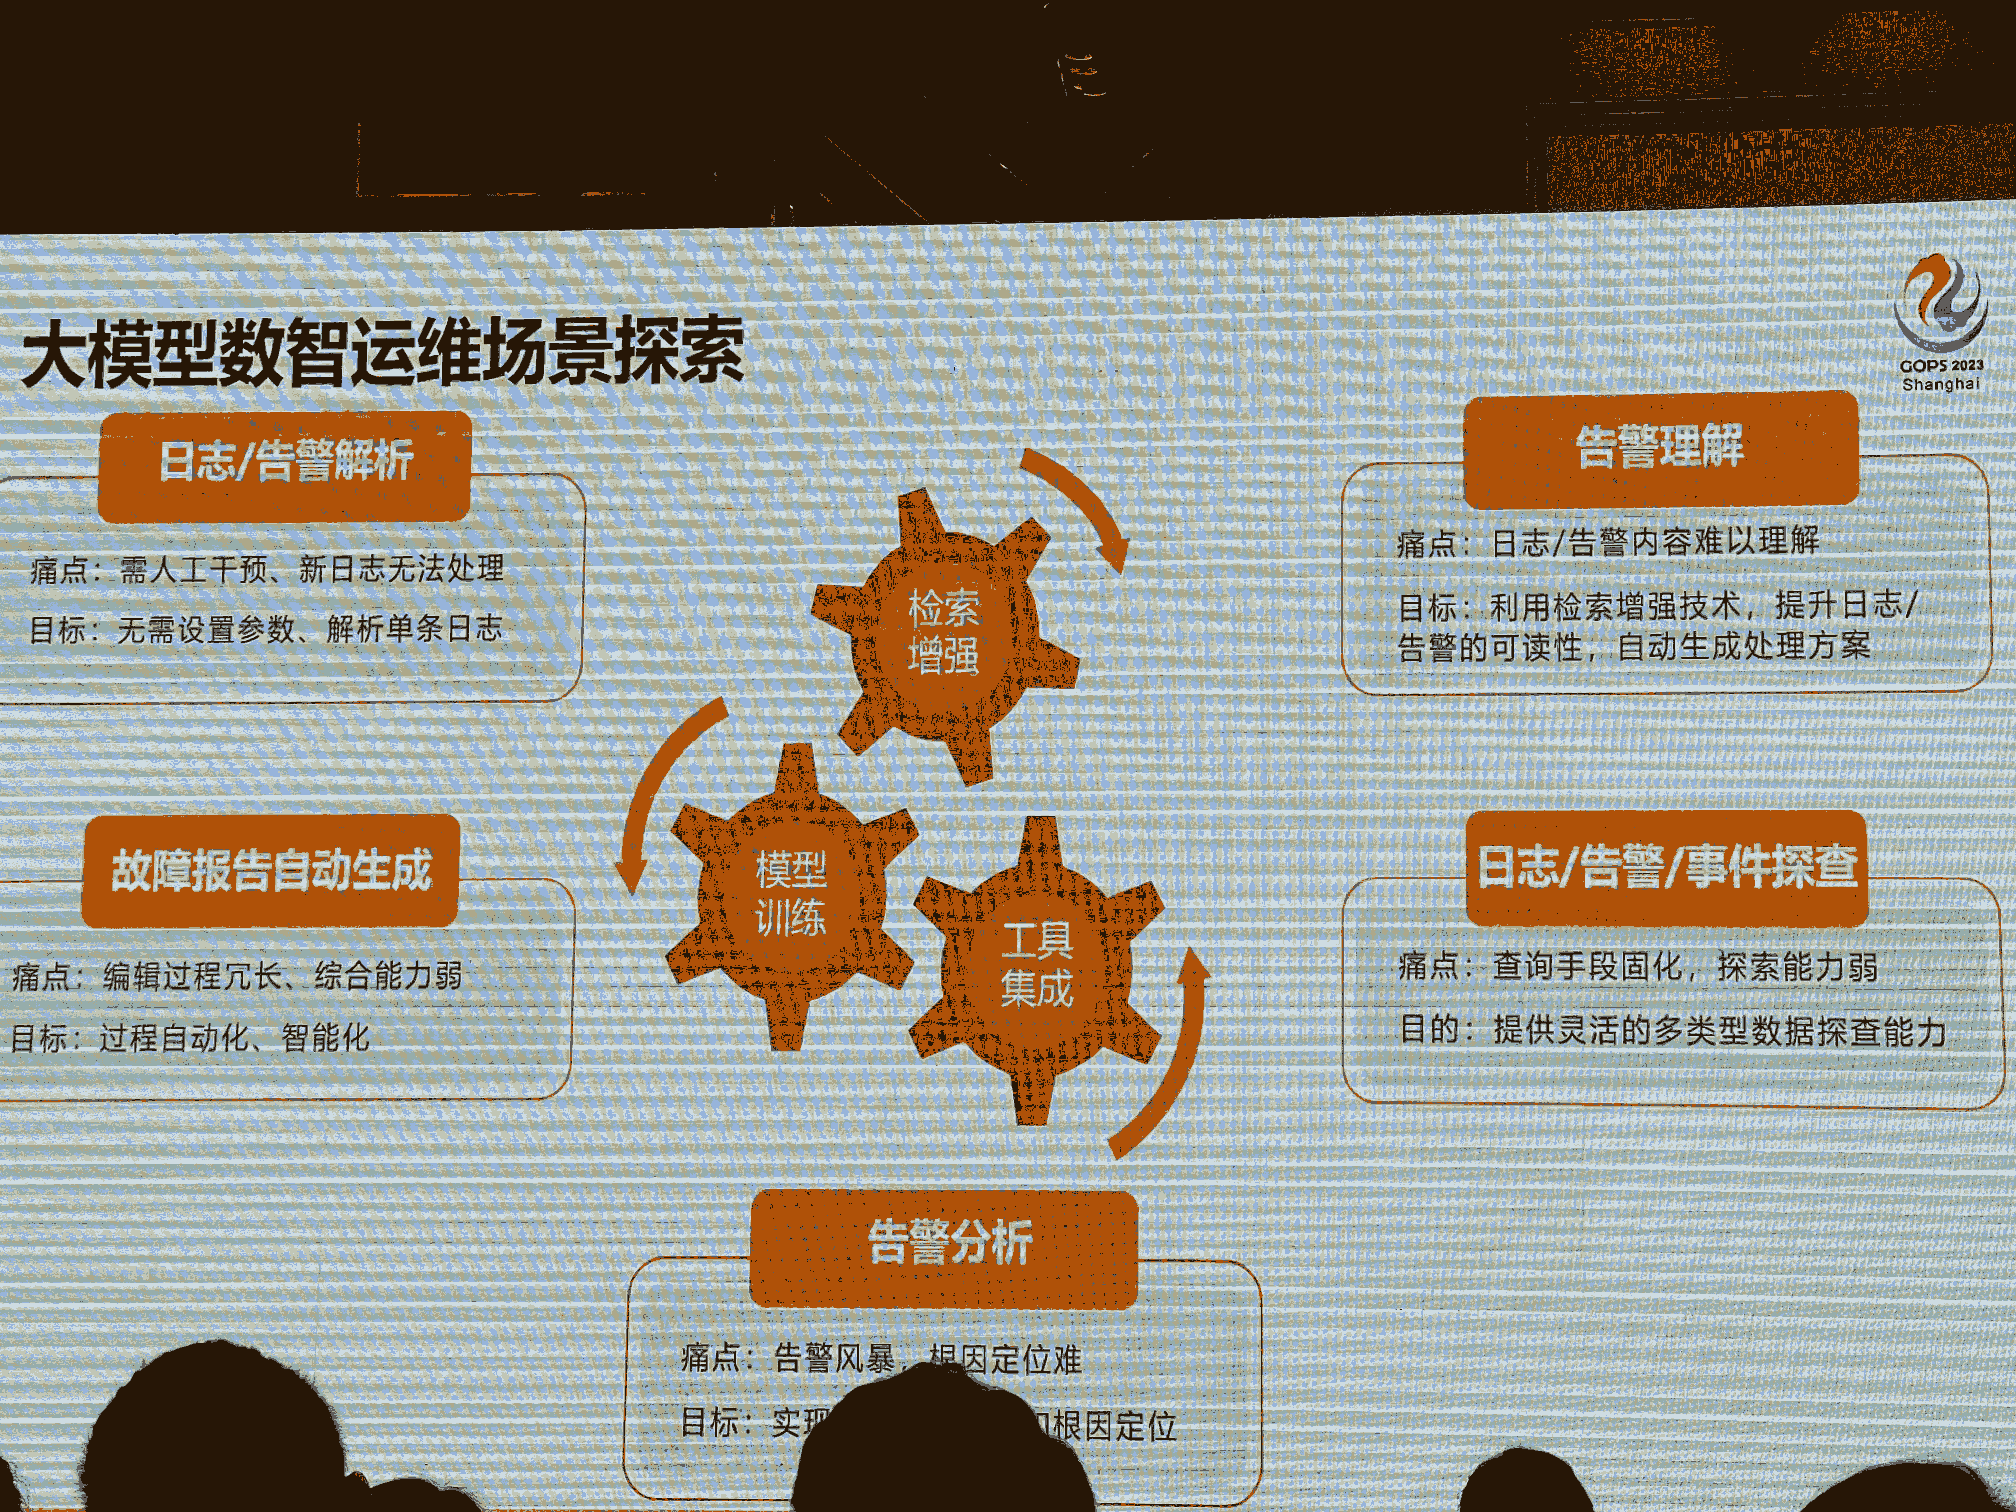 大模型数智运维场景探索
GOPS 2023
Shanghai
日志/告警解析
痛点：需人工干预、新日志无法处理
目标：无需设置参数、解析单条日志
告警理解
痛点：日志/告警内容难以理解
目标：利用检索增强技术，提升日志/
告警的可读性，自动生成处理方案
检索
增强
模型
训练
工具
集成
故障报告自动生成
痛点：编辑过程冗长、综合能力弱
目标：过程自动化、智能化
日志/告警/事件探查
痛点：查询手段固化，探索能力弱
目的：提供灵活的多类型数据探查能力
告警分析
痛点：告警风暴，根因定位难
目标：实现 根因定位